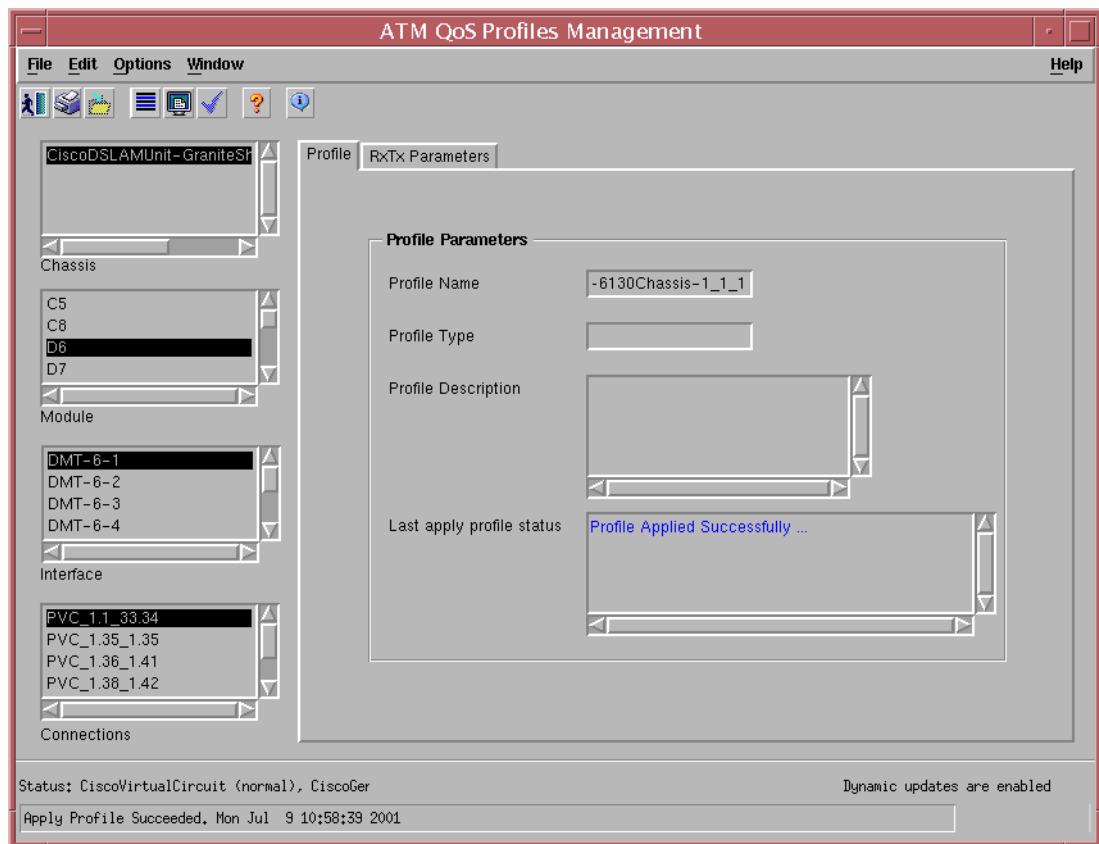 ATM QoS Profiles Management
File Edit Options Window Help
CiscoDSLAMUnit-GraniteSh
Chassis
C5
C8
D6
D7
Module
DMT-6-1
DMT-6-2
DMT-6-3
DMT-6-4
Interface
PVC_1.1_33.34
PVC_1.35_1.35
PVC_1.36_1.41
PVC_1.38_1.42
Connections
Profile RxTx Parameters
Profile Parameters
Profile Name -6130Chassis-1_1_1
Profile Type
Profile Description
Last apply profile status Profile Applied Successfully ...
Status: CiscoVirtualCircuit (normal), CiscoGer Dynamic updates are enabled
Apply Profile Succeeded. Mon Jul 9 10:58:39 2001